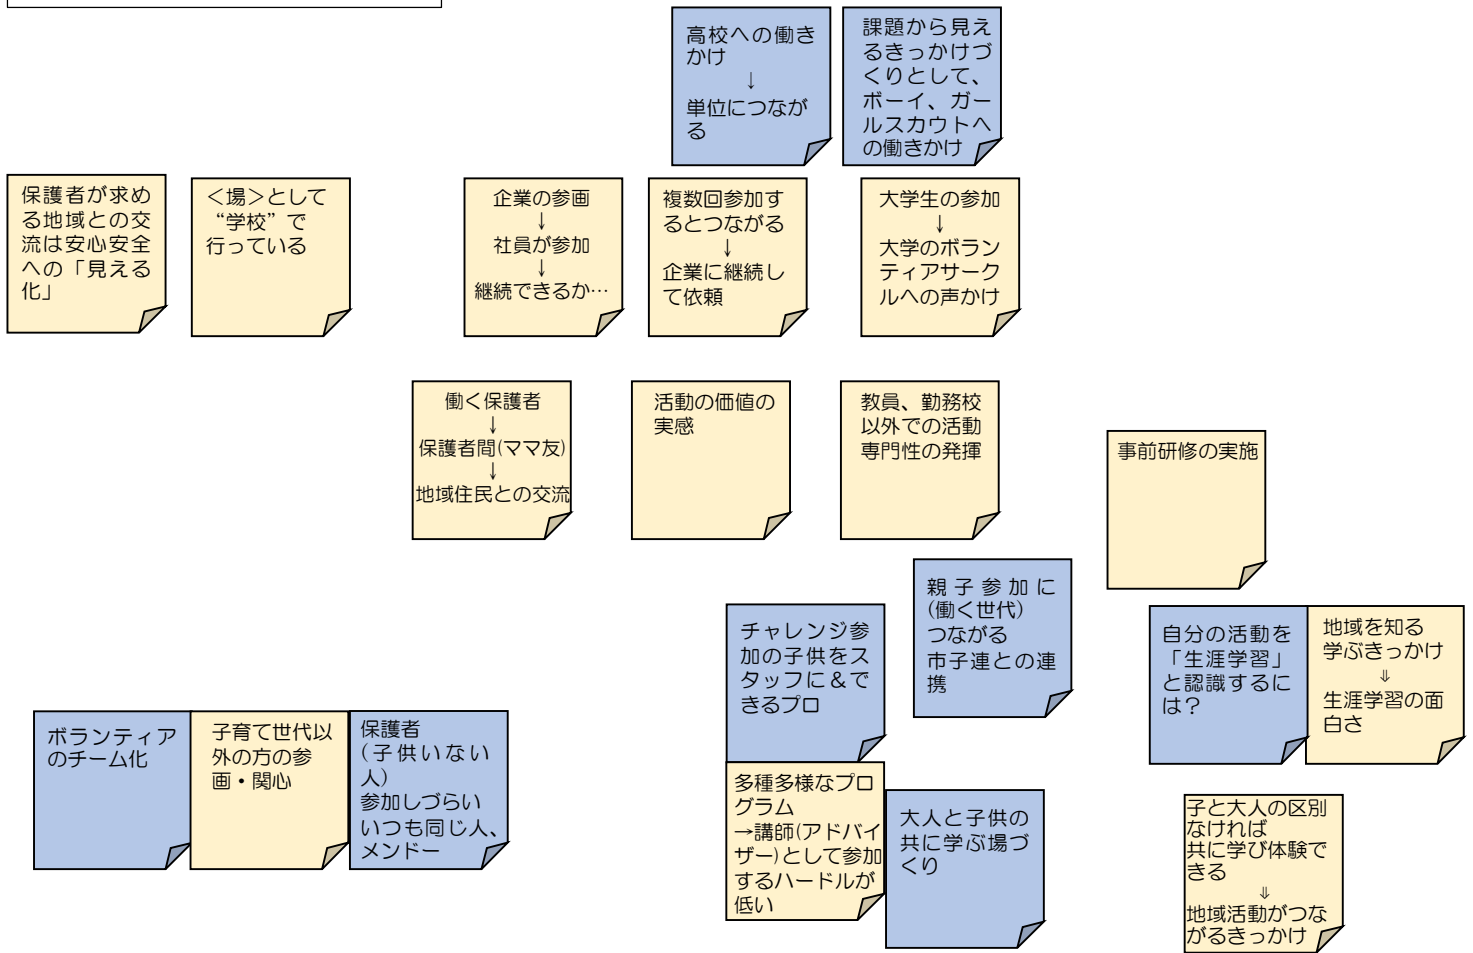 高校への働き
かけ
↓
単位につなが
る
課題から見え
るきっかけづ
くりとして、
ボーイ、ガー
ルスカウトへ
の働きかけ
保護者が求め
る地域との交
流は安心安全
への「見える
化」
＜場＞として
“学校”で
行っている
企業の参画
↓
社員が参加
↓
継続できるか…
複数回参加す
るとつながる
↓
企業に継続し
て依頼
大学生の参加
↓
大学のボラン
ティアサーク
ルへの声かけ
働く保護者
↓
保護者間(ママ友)
↓
地域住民との交流
活動の価値の
実感
教員、勤務校
以外での活動
専門性の発揮
事前研修の実施
親子参加に
(働く世代)
つながる
市子連との連
携
チャレンジ参
加の子供をス
タッフに＆で
きるプロ
自分の活動を
「生涯学習」
と認識するに
は？
地域を知る
学ぶきっかけ
⇓
生涯学習の面
白さ
ボランティア
のチーム化
子育て世代以
外の方の参
画・関心
保護者
(子供いない
人)
参加しづらい
いつも同じ人、
メンドー
多種多様なプロ
グラム
→講師(アドバイ
ザー)として参加
するハードルが
低い
大人と子供の
共に学ぶ場づ
くり
子と大人の区別
なければ
共に学び体験で
きる
⇓
地域活動がつな
がるきっかけ